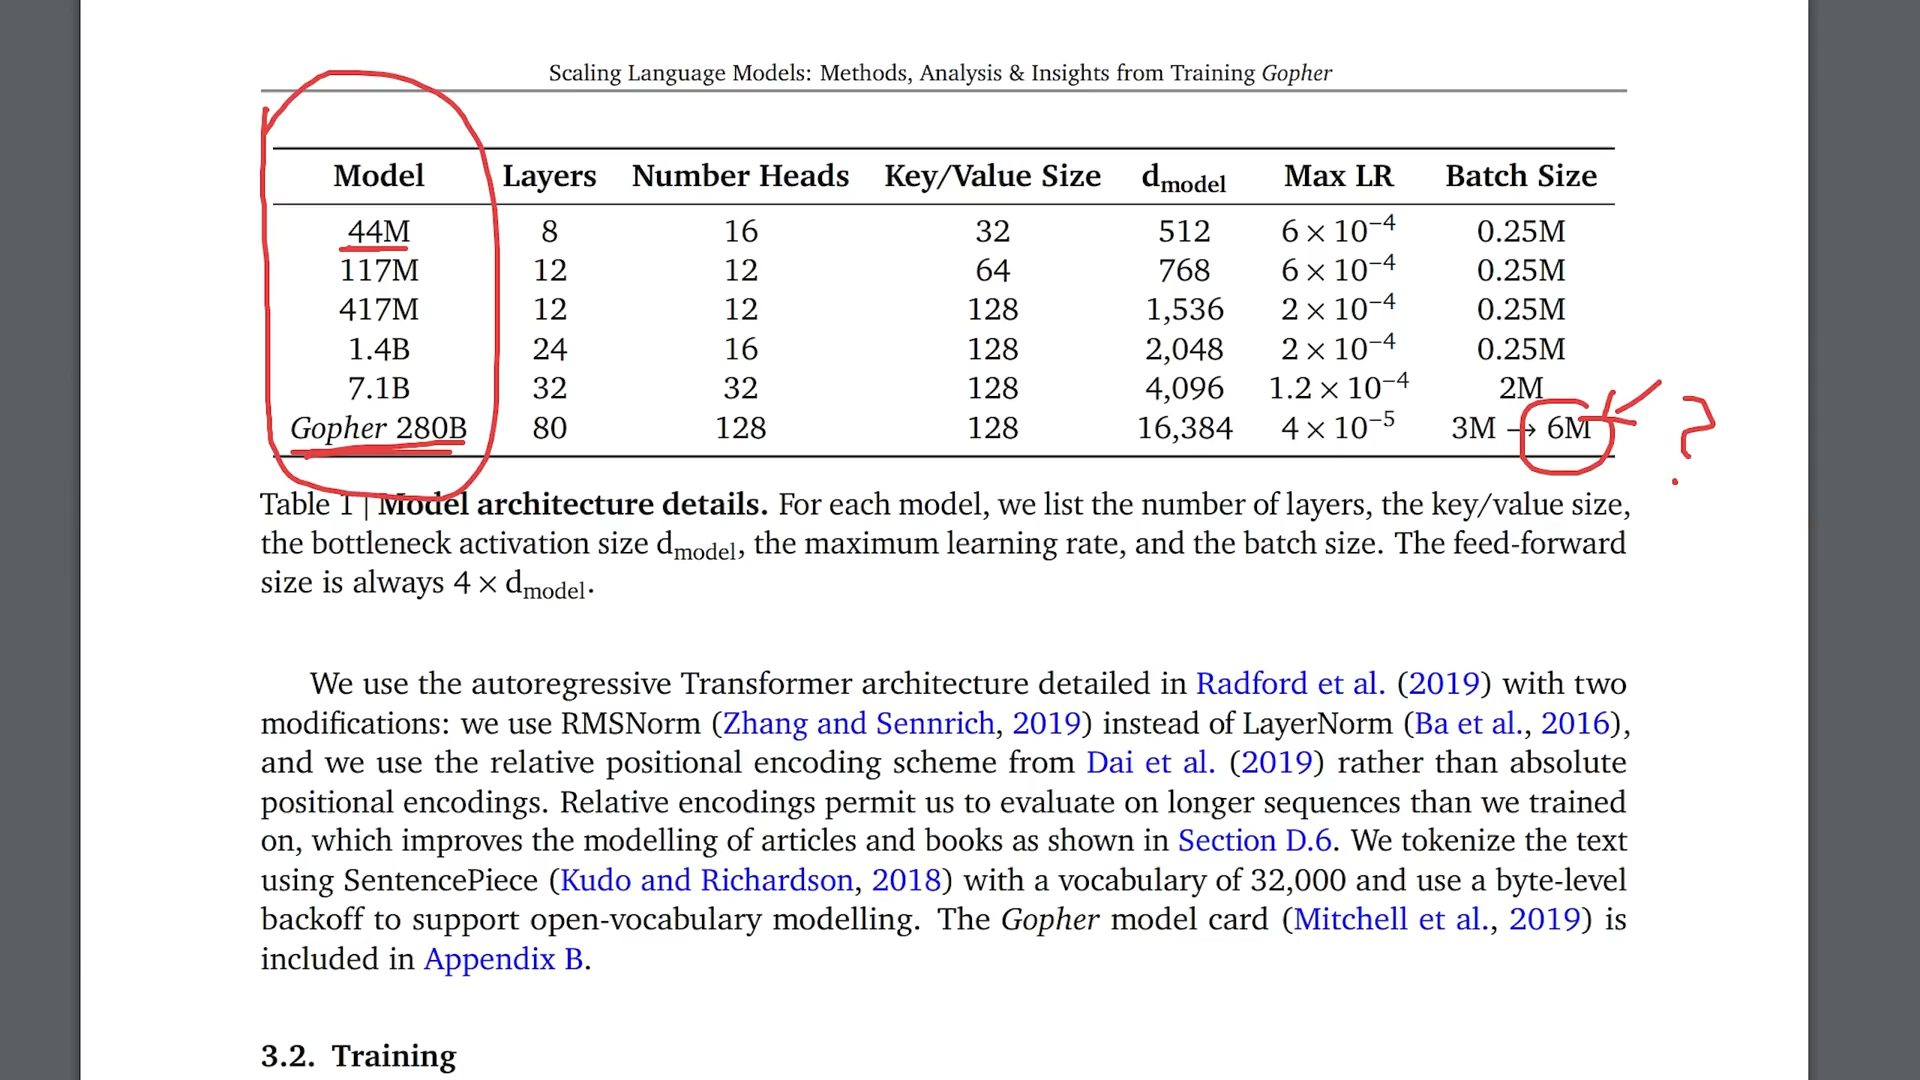 Scaling Language Models: Methods, Analysis & Insights from Training Gopher
Model Layers Number Heads Key/Value Size d_model Max LR Batch Size
44M 8 16 32 512 6 × 10⁻⁴ 0.25M
117M 12 12 64 768 6 × 10⁻⁴ 0.25M
417M 12 12 128 1,536 2 × 10⁻⁴ 0.25M
1.4B 24 16 128 2,048 2 × 10⁻⁴ 0.25M
7.1B 32 32 128 4,096 1.2 × 10⁻⁴ 2M
Gopher 280B 80 128 128 16,384 4 × 10⁻⁵ 3M → 6M ?
Table 1 | Model architecture details. For each model, we list the number of layers, the key/value size,
the bottleneck activation size d_model, the maximum learning rate, and the batch size. The feed-forward
size is always 4 × d_model.
We use the autoregressive Transformer architecture detailed in Radford et al. (2019) with two
modifications: we use RMSNorm (Zhang and Sennrich, 2019) instead of LayerNorm (Ba et al., 2016),
and we use the relative positional encoding scheme from Dai et al. (2019) rather than absolute
positional encodings. Relative encodings permit us to evaluate on longer sequences than we trained
on, which improves the modelling of articles and books as shown in Section D.6. We tokenize the text
using SentencePiece (Kudo and Richardson, 2018) with a vocabulary of 32,000 and use a byte-level
backoff to support open-vocabulary modelling. The Gopher model card (Mitchell et al., 2019) is
included in Appendix B.
3.2. Training